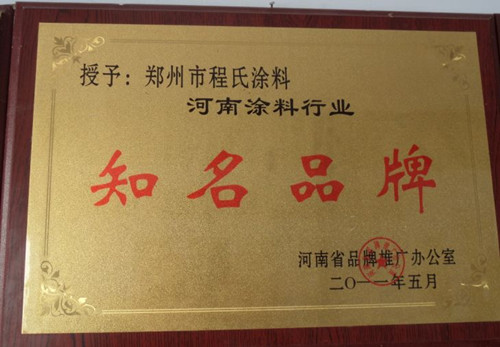 授予：郑州市程氏涂料
河南涂料行业
知名品牌
河南省品牌推广办公室
二〇一一年五月